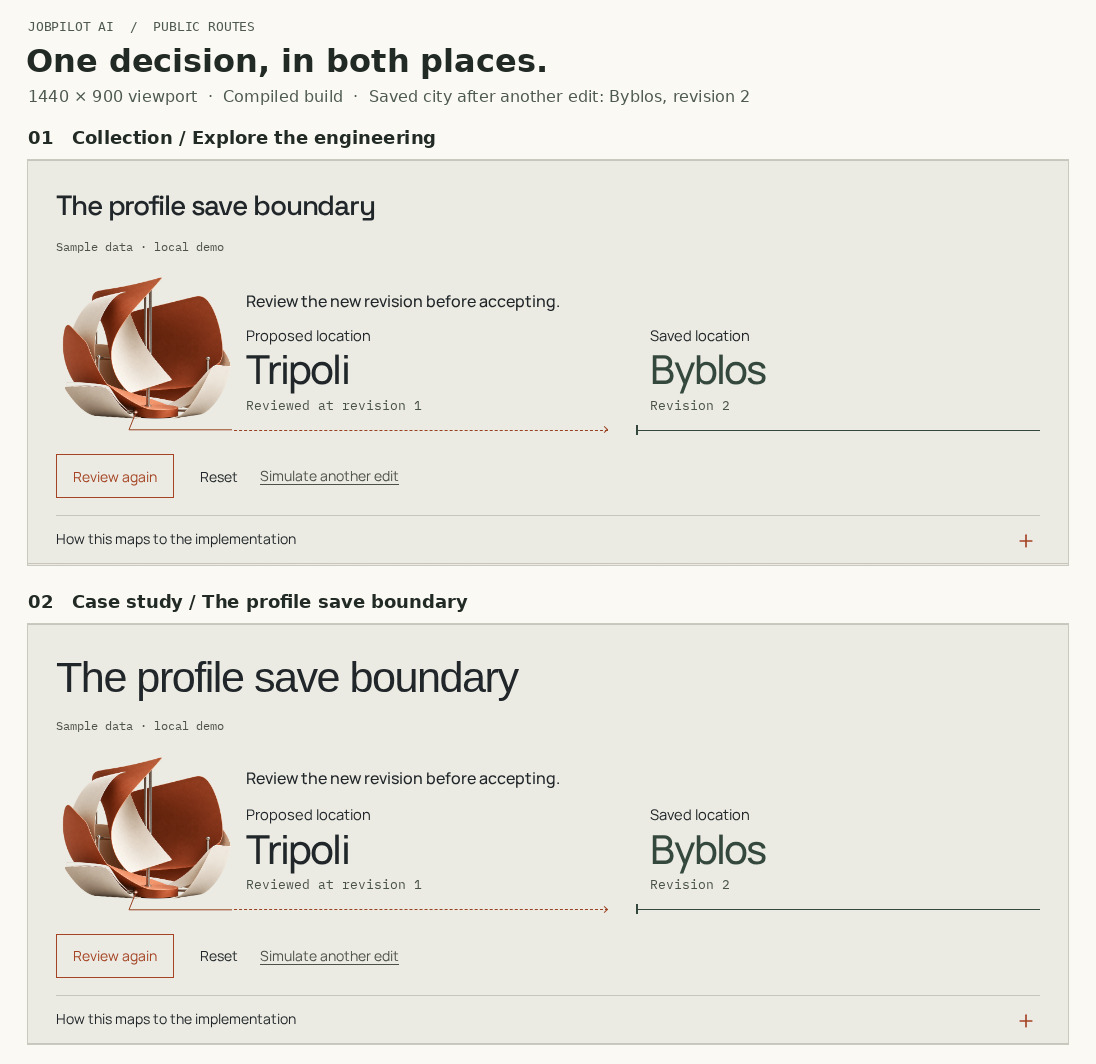 JOBPILOT AI / PUBLIC ROUTES
One decision, in both places.
1440 × 900 viewport · Compiled build · Saved city after another edit: Byblos, revision 2
01 Collection / Explore the engineering
The profile save boundary
Sample data · local demo
Review the new revision before accepting.
Proposed location
Saved location
Tripoli
Byblos
Reviewed at revision 1
Revision 2
Review again
Reset
Simulate another edit
How this maps to the implementation
02 Case study / The profile save boundary
The profile save boundary
Sample data · local demo
Review the new revision before accepting.
Proposed location
Saved location
Tripoli
Byblos
Reviewed at revision 1
Revision 2
Review again
Reset
Simulate another edit
How this maps to the implementation